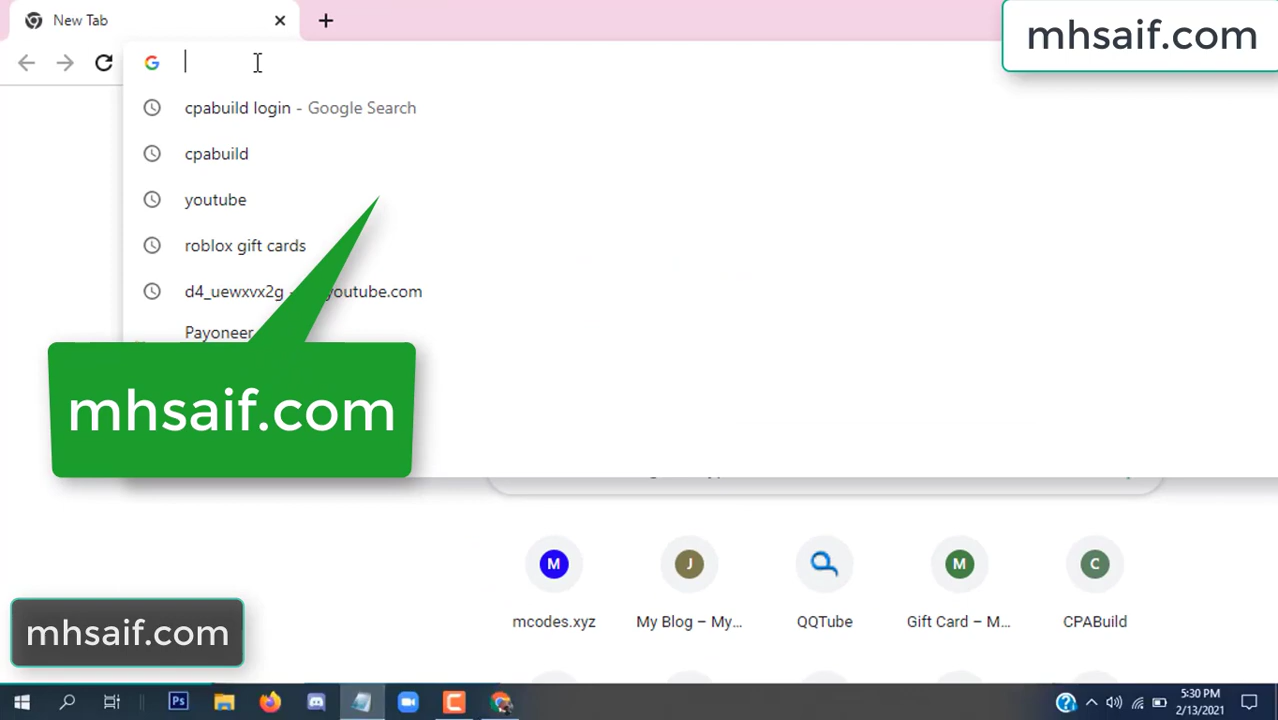 New Tab
mhsaif.com
cpabuild login - Google Search
cpabuild
youtube
roblox gift cards
d4_uewxvx2g - youtube.com
Payoneer
mhsaif.com
M
J
M
C
mcodes.xyz
My Blog – My...
QQTube
Gift Card – M...
CPABuild
mhsaif.com
Ps
5:30 PM
2/13/2021